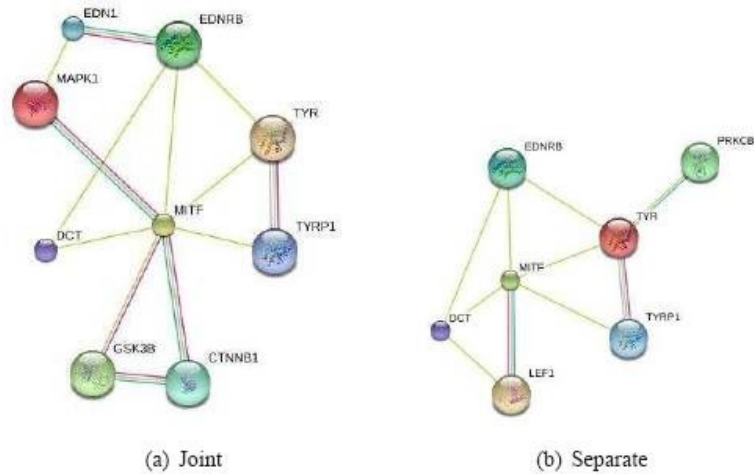 EDN1
EDNRB
MAPK1
TYR
MITF
DCT
TYRP1
GSK3B
CTNNB1
(a) Joint
EDNRB
PRKCB
TYR
MITF
DCT
TYRP1
LEF1
(b) Separate